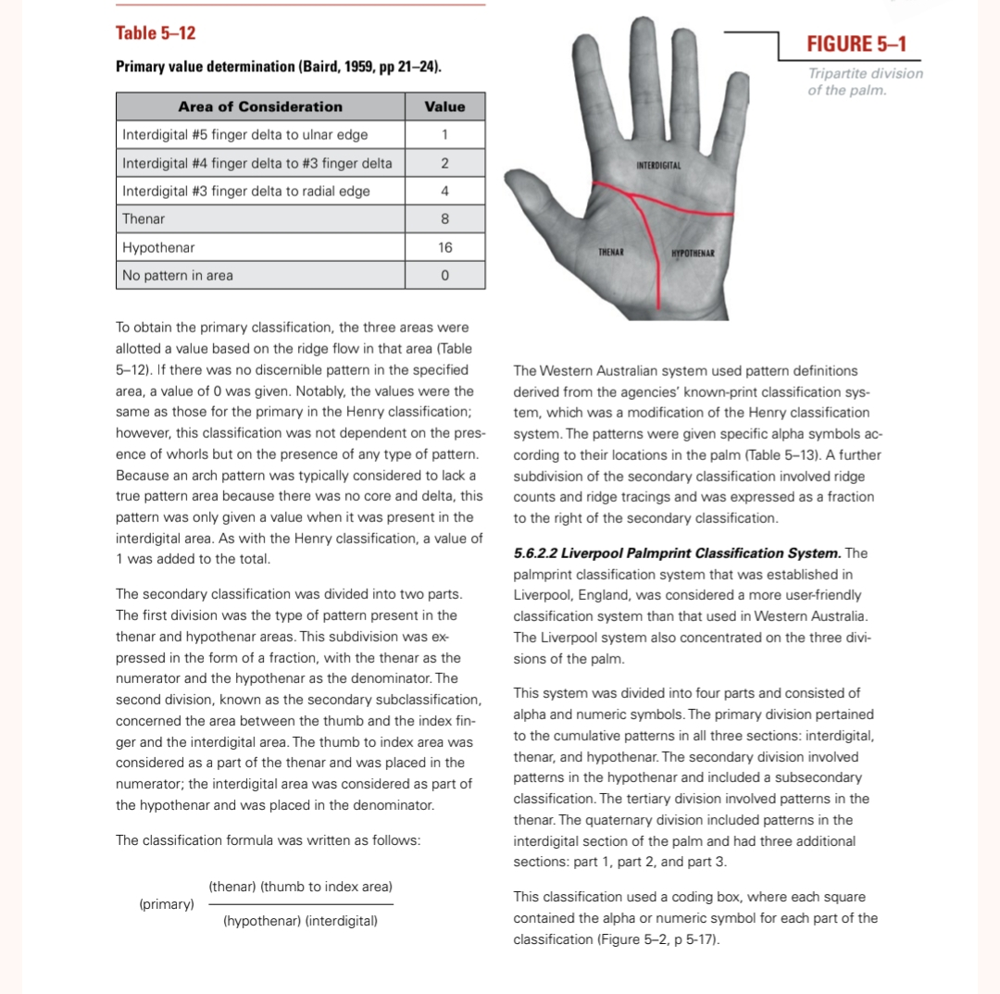 Table 5–12
Primary value determination (Baird, 1959, pp 21–24).
Area of Consideration Value
Interdigital #5 finger delta to ulnar edge 1
Interdigital #4 finger delta to #3 finger delta 2
Interdigital #3 finger delta to radial edge 4
Thenar 8
Hypothenar 16
No pattern in area 0
To obtain the primary classification, the three areas were
allotted a value based on the ridge flow in that area (Table
5–12). If there was no discernible pattern in the specified
area, a value of 0 was given. Notably, the values were the
same as those for the primary in the Henry classification;
however, this classification was not dependent on the pres-
ence of whorls but on the presence of any type of pattern.
Because an arch pattern was typically considered to lack a
true pattern area because there was no core and delta, this
pattern was only given a value when it was present in the
interdigital area. As with the Henry classification, a value of
1 was added to the total.
The secondary classification was divided into two parts.
The first division was the type of pattern present in the
thenar and hypothenar areas. This subdivision was ex-
pressed in the form of a fraction, with the thenar as the
numerator and the hypothenar as the denominator. The
second division, known as the secondary subclassification,
concerned the area between the thumb and the index fin-
ger and the interdigital area. The thumb to index area was
considered as a part of the thenar and was placed in the
numerator; the interdigital area was considered as part of
the hypothenar and was placed in the denominator.
The classification formula was written as follows:
(thenar) (thumb to index area)
(primary)
(hypothenar) (interdigital)
FIGURE 5–1
Tripartite division
of the palm.
INTERDIGITAL
THENAR
HYPOTHENAR
The Western Australian system used pattern definitions
derived from the agencies’ known-print classification sys-
tem, which was a modification of the Henry classification
system. The patterns were given specific alpha symbols ac-
cording to their locations in the palm (Table 5–13). A further
subdivision of the secondary classification involved ridge
counts and ridge tracings and was expressed as a fraction
to the right of the secondary classification.
5.6.2.2 Liverpool Palmprint Classification System. The
palmprint classification system that was established in
Liverpool, England, was considered a more user-friendly
classification system than that used in Western Australia.
The Liverpool system also concentrated on the three divi-
sions of the palm.
This system was divided into four parts and consisted of
alpha and numeric symbols. The primary division pertained
to the cumulative patterns in all three sections: interdigital,
thenar, and hypothenar. The secondary division involved
patterns in the hypothenar and included a subsecondary
classification. The tertiary division involved patterns in the
thenar. The quaternary division included patterns in the
interdigital section of the palm and had three additional
sections: part 1, part 2, and part 3.
This classification used a coding box, where each square
contained the alpha or numeric symbol for each part of the
classification (Figure 5–2, p 5-17).